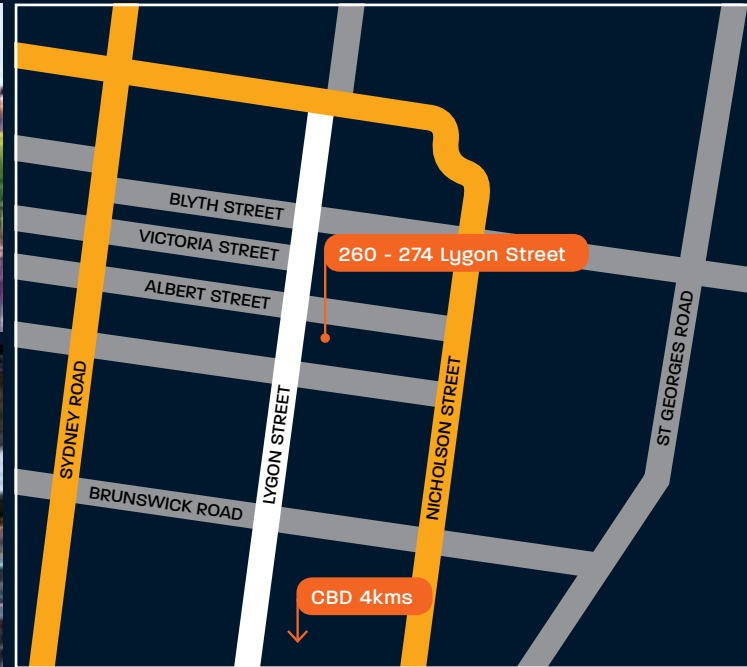 BLYTH STREET
VICTORIA STREET
260 - 274 Lygon Street
ALBERT STREET
ST GEORGES ROAD
SYDNEY ROAD
LYGON STREET
NICHOLSON STREET
BRUNSWICK ROAD
CBD 4kms